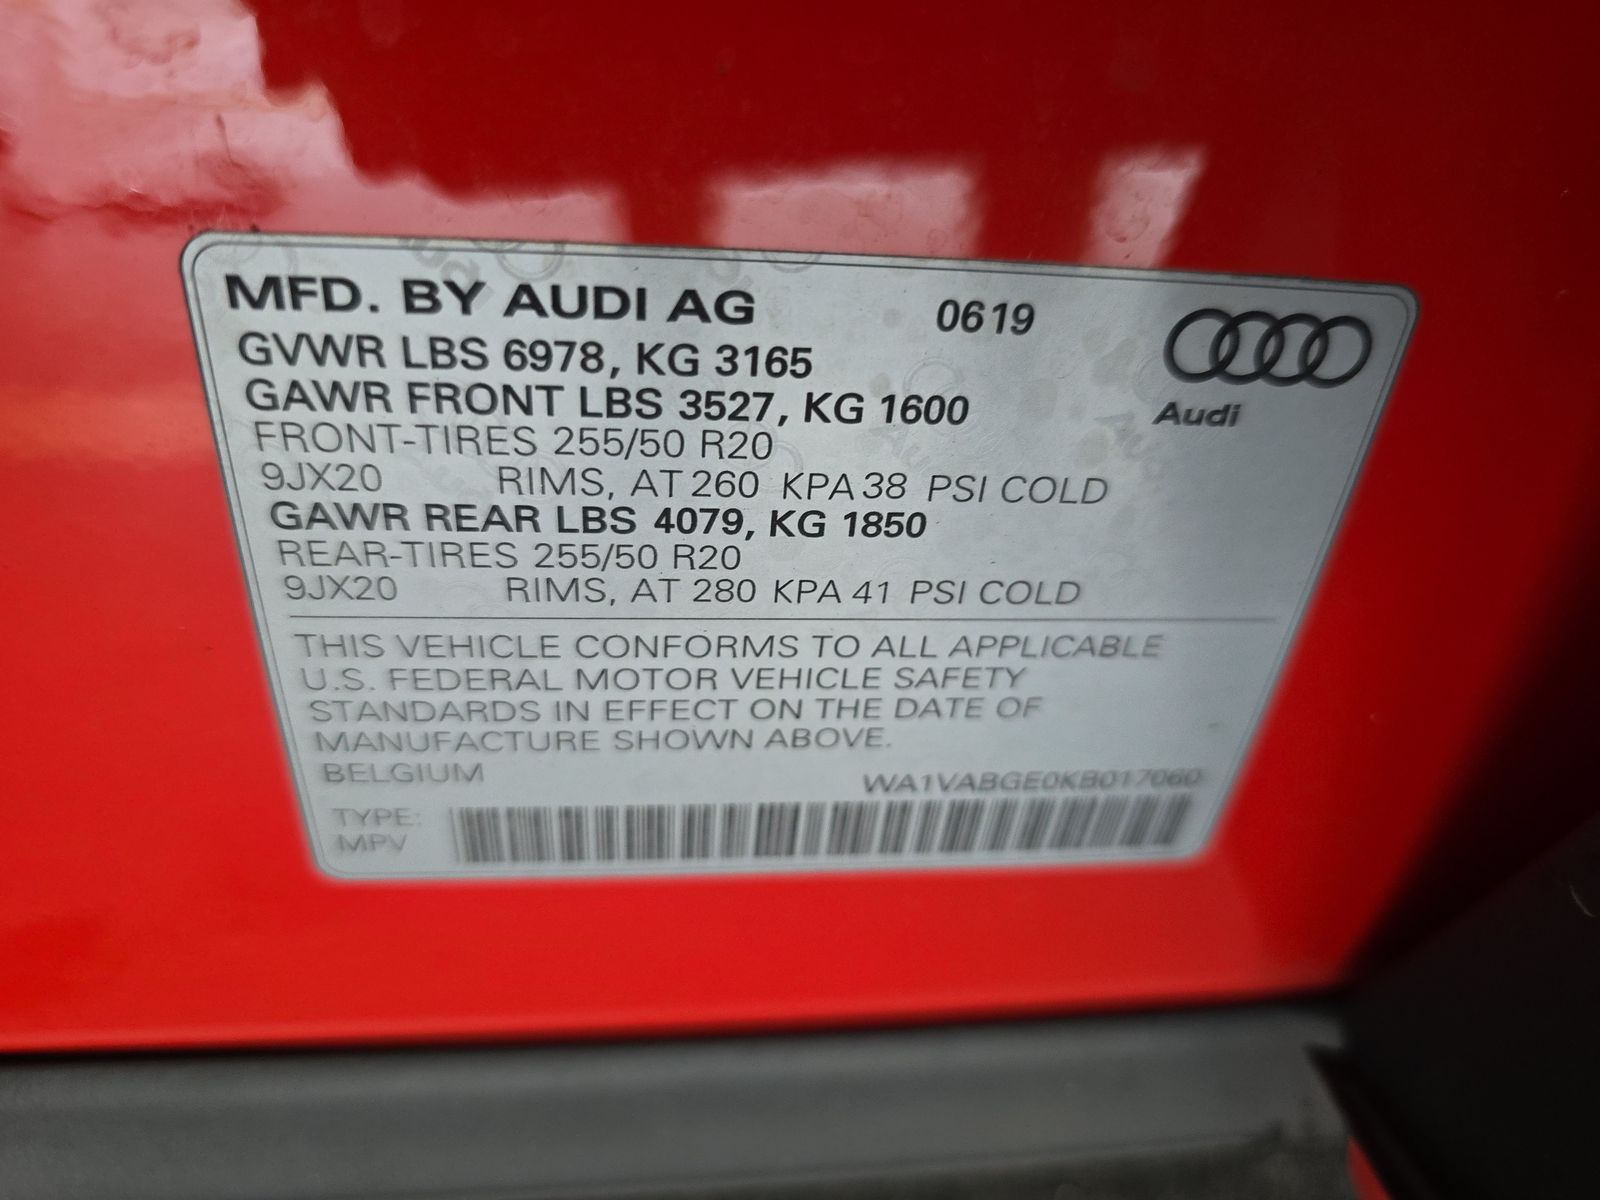 MFD. BY AUDI AG 0619
GVWR LBS 6978, KG 3165
GAWR FRONT LBS 3527, KG 1600
Audi
FRONT-TIRES 255/50 R20
9JX20 RIMS, AT 260 KPA 38 PSI COLD
GAWR REAR LBS 4079, KG 1850
REAR-TIRES 255/50 R20
9JX20 RIMS, AT 280 KPA 41 PSI COLD
THIS VEHICLE CONFORMS TO ALL APPLICABLE
U.S. FEDERAL MOTOR VEHICLE SAFETY
STANDARDS IN EFFECT ON THE DATE OF
MANUFACTURE SHOWN ABOVE.
BELGIUM WA1VABGE0KB017060
TYPE:
MPV